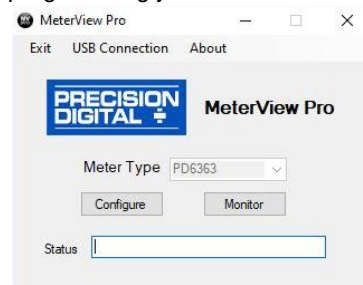 MeterView Pro
Exit USB Connection About
PRECISION
DIGITAL
MeterView Pro
Meter Type PD6363
Configure Monitor
Status